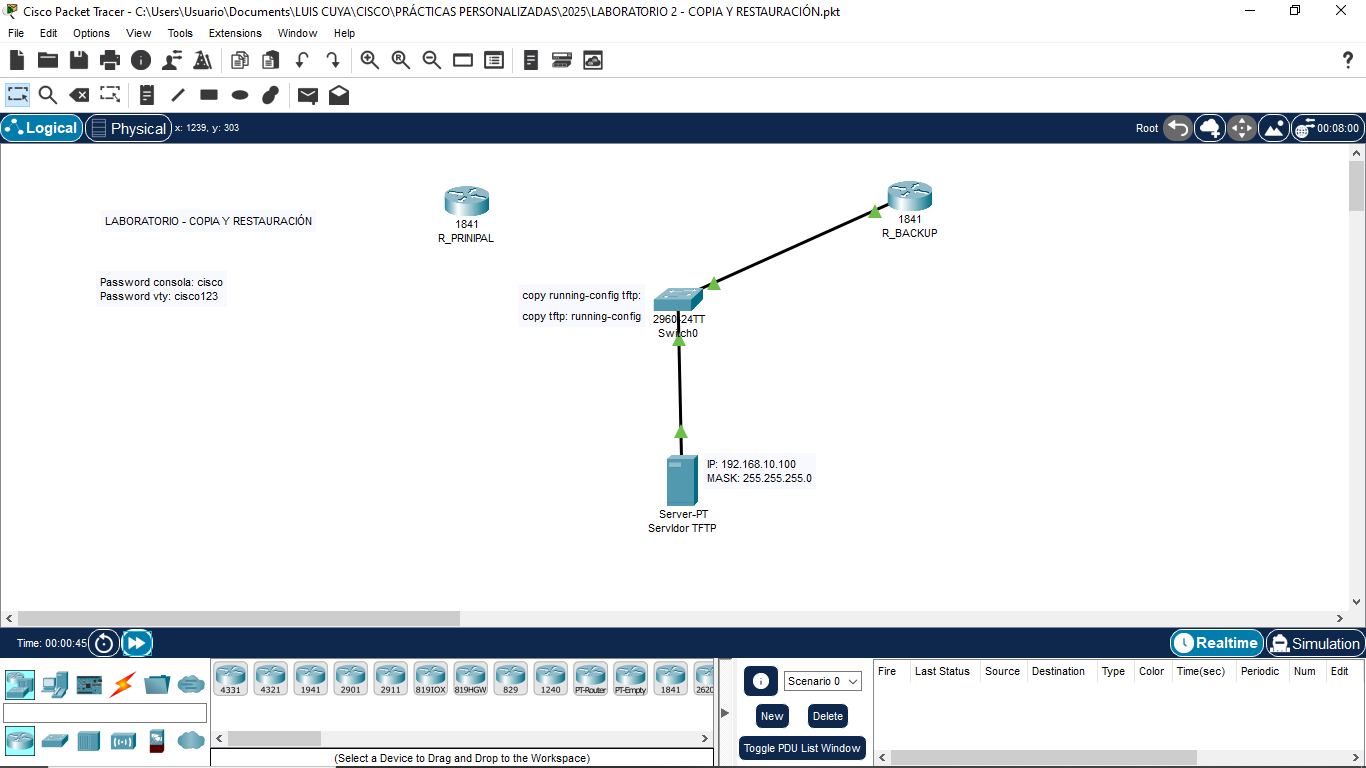 Cisco Packet Tracer - C:\Users\Usuario\Documents\LUIS CUYA\CISCO\PRÁCTICAS PERSONALIZADAS\2025\LABORATORIO 2 - COPIA Y RESTAURACIÓN.pkt
File Edit Options View Tools Extensions Window Help
?
Logical Physical x: 1239, y: 303
Root 00:08:00
LABORATORIO - COPIA Y RESTAURACIÓN
Password consola: cisco
Password vty: cisco123
1841
R_PRINIPAL
1841
R_BACKUP
copy running-config tftp:
copy tftp: running-config
2960-24TT
Switch0
IP: 192.168.10.100
MASK: 255.255.255.0
Server-PT
Servidor TFTP
Time: 00:00:45
Realtime Simulation
4331 4321 1941 2901 2911 819IOX 819HGW 829 1240 PT-Router PT-Empty 1841 2620
(Select a Device to Drag and Drop to the Workspace)
Scenario 0
New Delete
Toggle PDU List Window
Fire Last Status Source Destination Type Color Time(sec) Periodic Num Edit